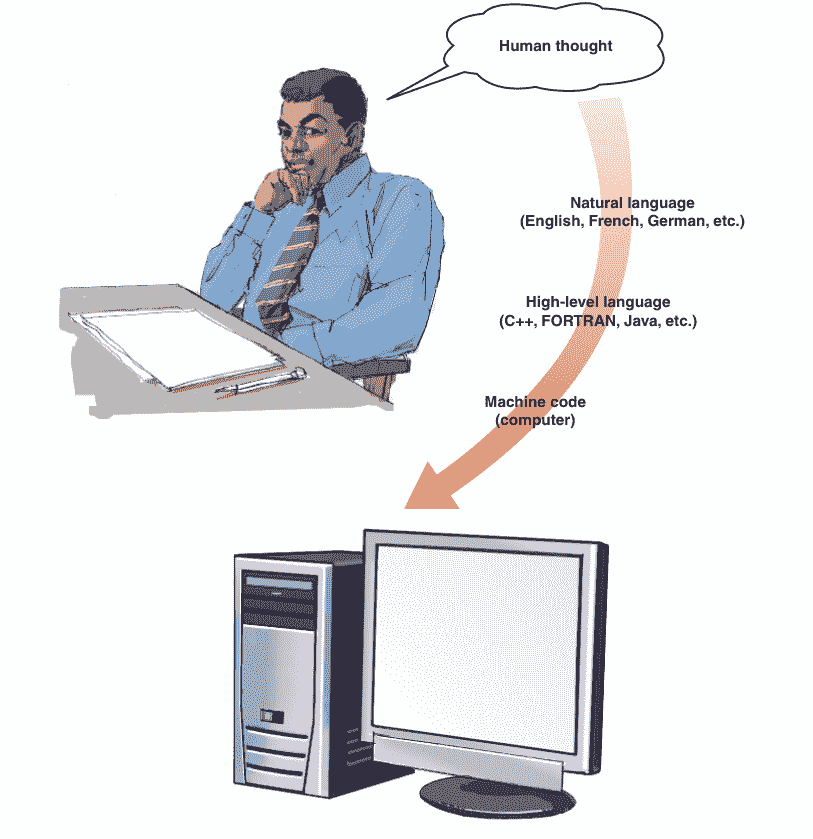 Human thought
Natural language
(English, French, German, etc.)
High-level language
(C++, FORTRAN, Java, etc.)
Machine code
(computer)